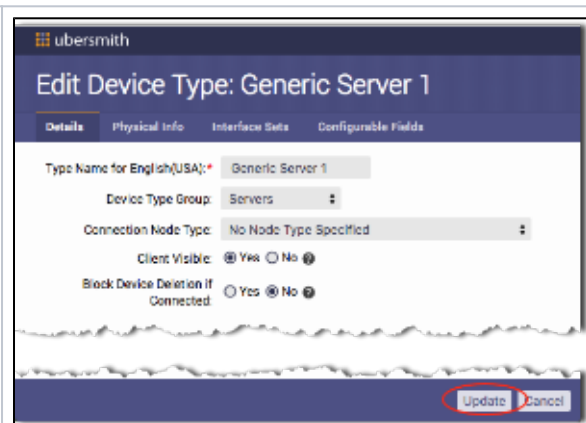 ubersmith
Edit Device Type: Generic Server 1
Details Physical Info Interface Sets Configurable Fields
Type Name for English(USA):* Generic Server 1
Device Type Group: Servers
Connection Node Type: No Node Type Specified
Client Visible: Yes No
Block Device Deletion if
Connected: Yes No
Update Cancel